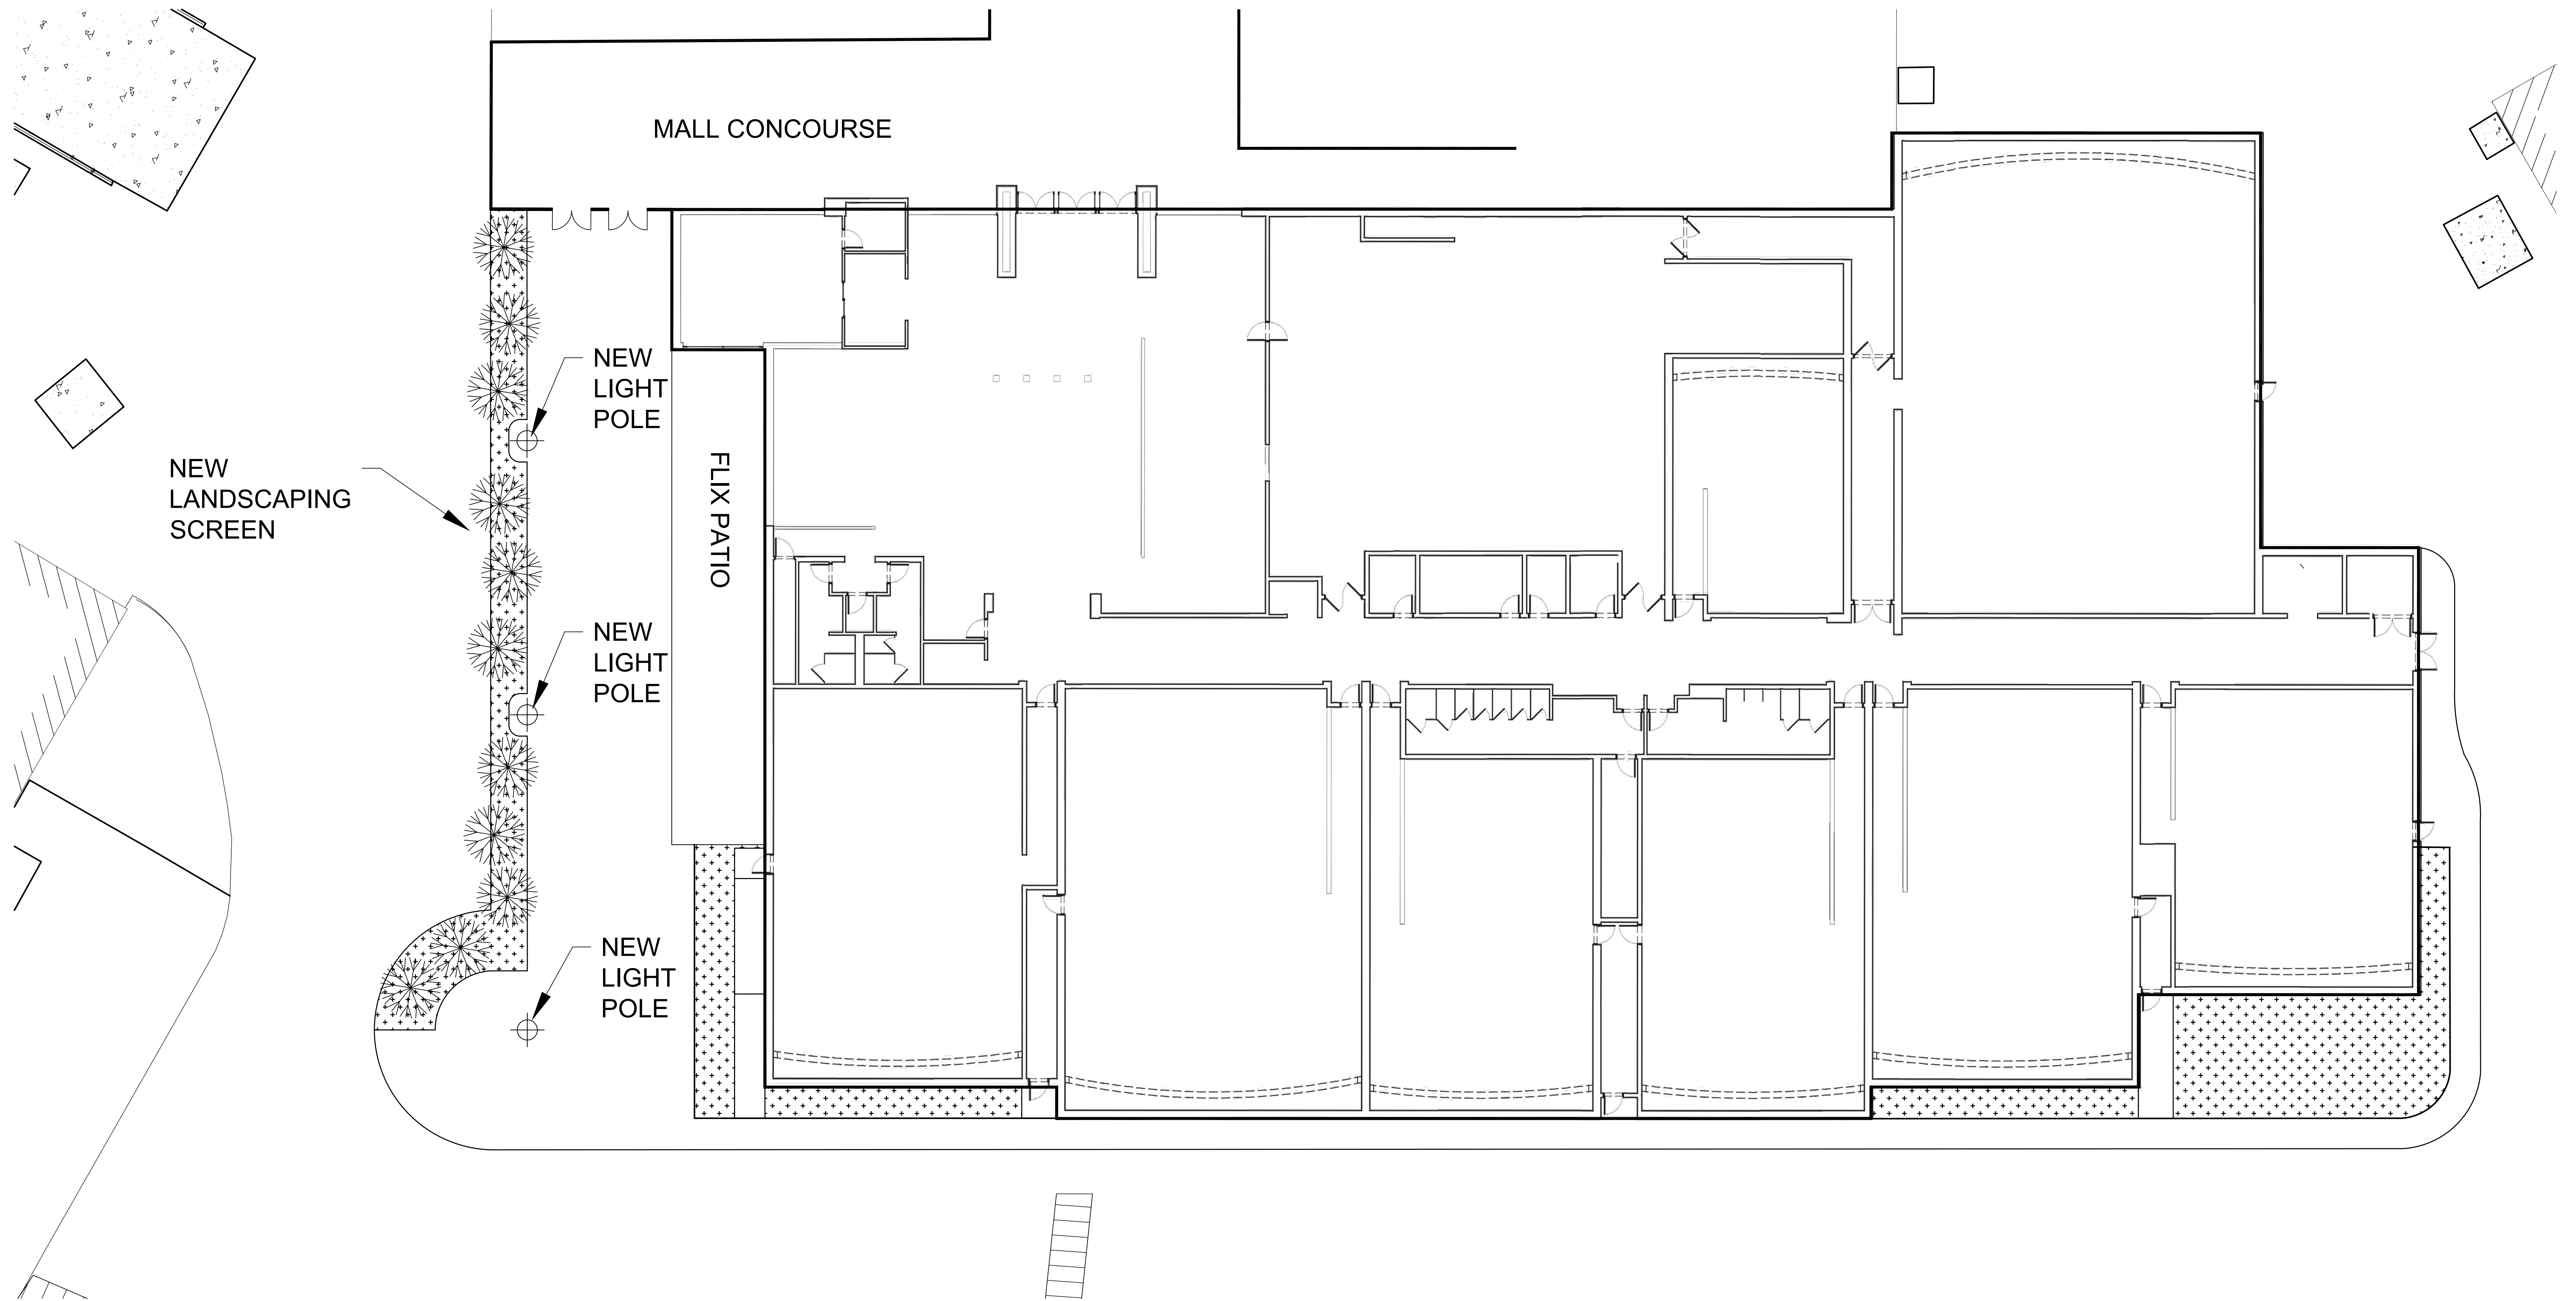 MALL CONCOURSE
NEW
LIGHT
POLE
NEW
LANDSCAPING
SCREEN
FLIX PATIO
NEW
LIGHT
POLE
NEW
LIGHT
POLE